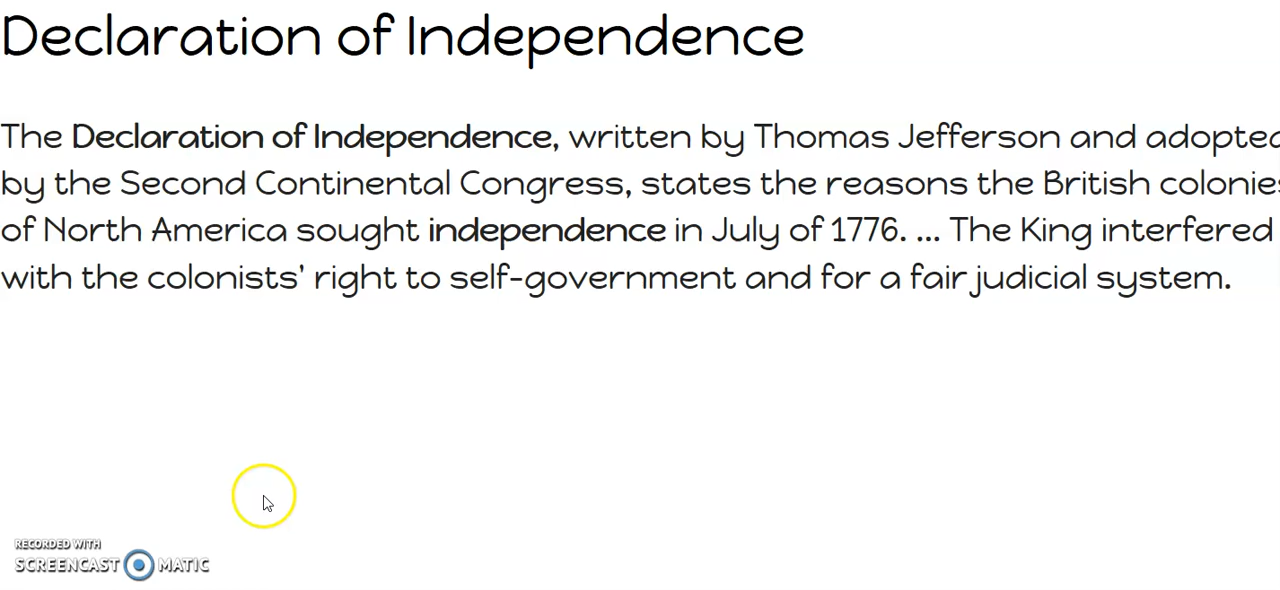 Declaration of Independence
The Declaration of Independence, written by Thomas Jefferson and adopted
by the Second Continental Congress, states the reasons the British colonies
of North America sought independence in July of 1776. ... The King interfered
with the colonists' right to self-government and for a fair judicial system.
RECORDED WITH
SCREENCAST MATIC